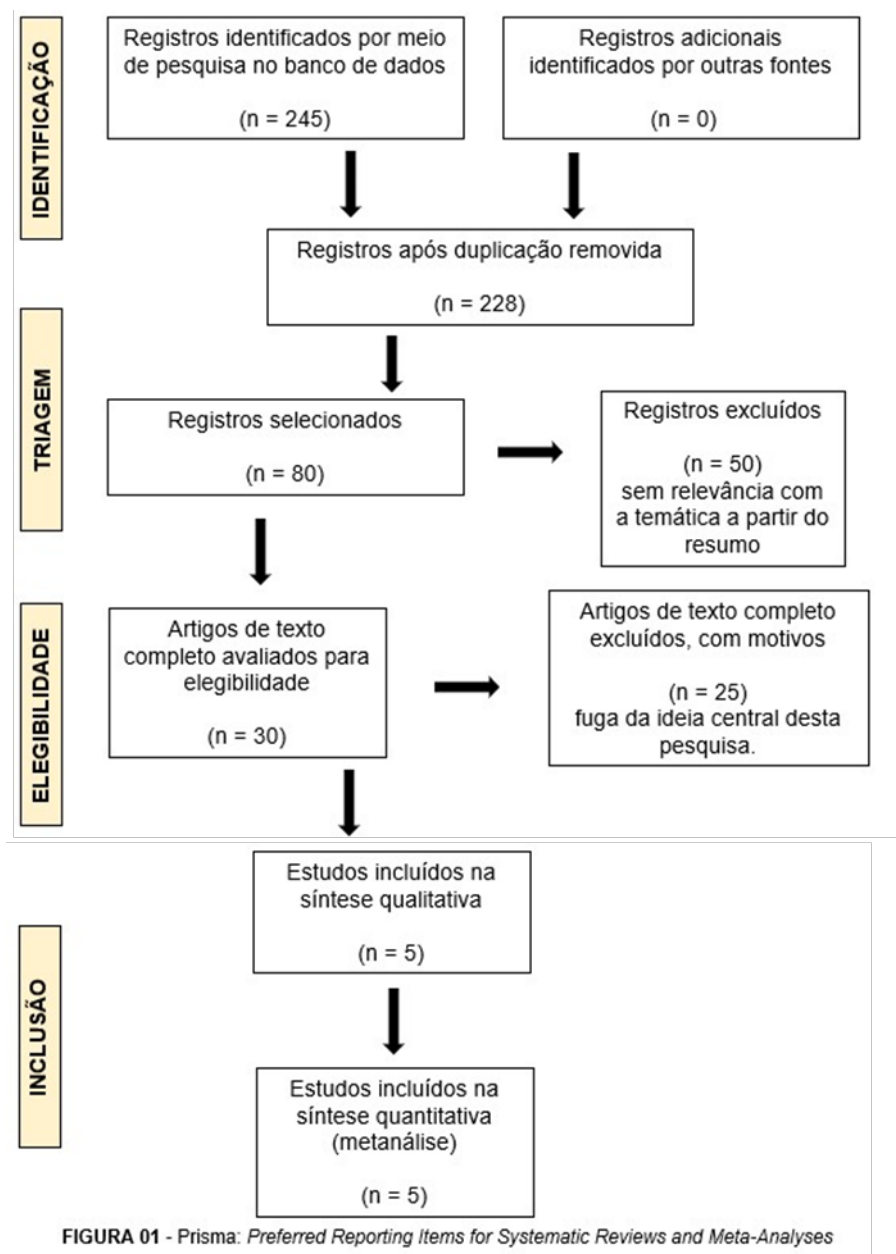 IDENTIFICAÇÃO
Registros identificados por meio
de pesquisa no banco de dados
(n = 245)
Registros adicionais
identificados por outras fontes
(n = 0)
Registros após duplicação removida
(n = 228)
TRIAGEM
Registros selecionados
(n = 80)
Registros excluídos
(n = 50)
sem relevância com
a temática a partir do
resumo
ELEGIBILIDADE
Artigos de texto
completo avaliados para
elegibilidade
(n = 30)
Artigos de texto completo
excluídos, com motivos
(n = 25)
fuga da ideia central desta
pesquisa.
INCLUSÃO
Estudos incluídos na
síntese qualitativa
(n = 5)
Estudos incluídos na
síntese quantitativa
(metanálise)
(n = 5)
FIGURA 01 - Prisma: Preferred Reporting Items for Systematic Reviews and Meta-Analyses